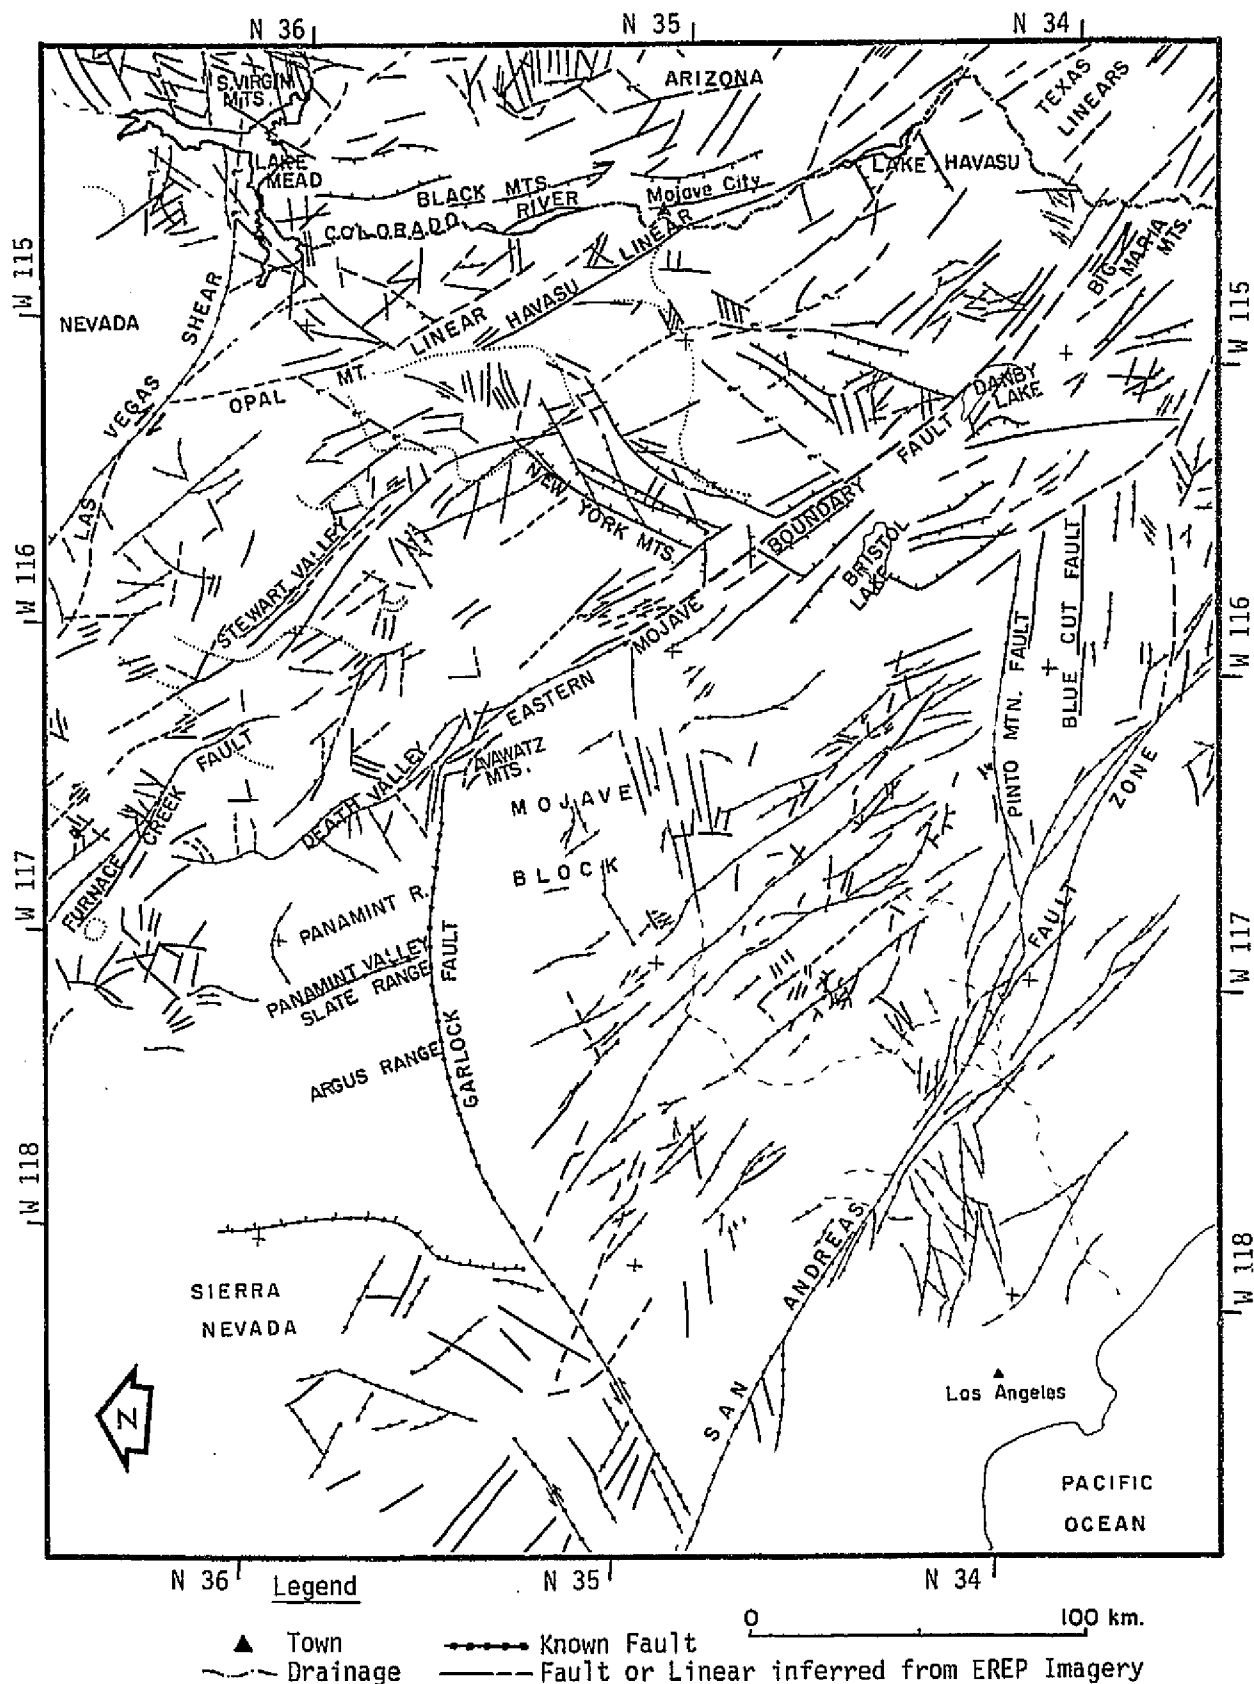 N 36
N 35
N 34
S. VIRGIN
MTS.
ARIZONA
TEXAS
LINEARS
LAKE
MEAD
BLACK MTS.
RIVER
COLORADO
Mojave City
LAKE HAVASU
BIG
MARIA
MTS.
W 115
W 115
NEVADA
LAS VEGAS SHEAR
OPAL MT. LINEAR
HAVASU LINEAR
DANBY
LAKE
NEW YORK MTS.
BRISTOL
LAKE
STEWART VALLEY
W 116
W 116
EASTERN MOJAVE BOUNDARY FAULT
PINTO MTN. FAULT
BLUE CUT FAULT
FURNACE CREEK FAULT
DEATH VALLEY
AVAWATZ
MTS.
MOJAVE
BLOCK
W 117
W 117
PANAMINT R.
PANAMINT VALLEY
SLATE RANGE
ARGUS RANGE
GARLOCK FAULT
SAN ANDREAS FAULT ZONE
W 118
W 118
SIERRA
NEVADA
N
Los Angeles
PACIFIC
OCEAN
N 36
N 35
N 34
Legend
0 100 km.
Town
Known Fault
Drainage
Fault or Linear inferred from EREP Imagery